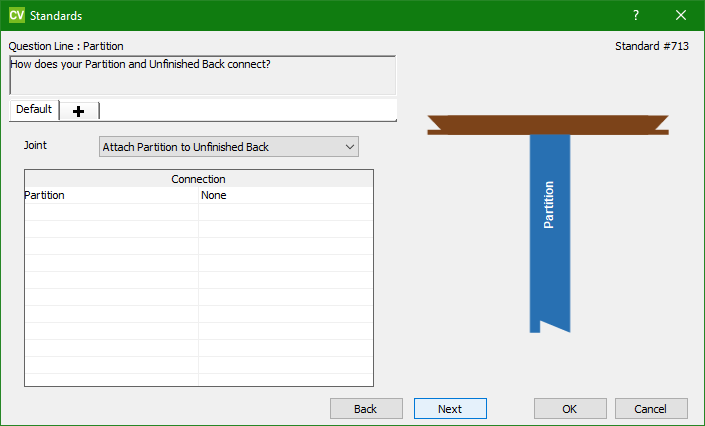 CV Standards ?
Question Line : Partition
Standard #713
How does your Partition and Unfinished Back connect?
Default
Joint
Attach Partition to Unfinished Back
Connection
Partition None
Partition
Back Next OK Cancel